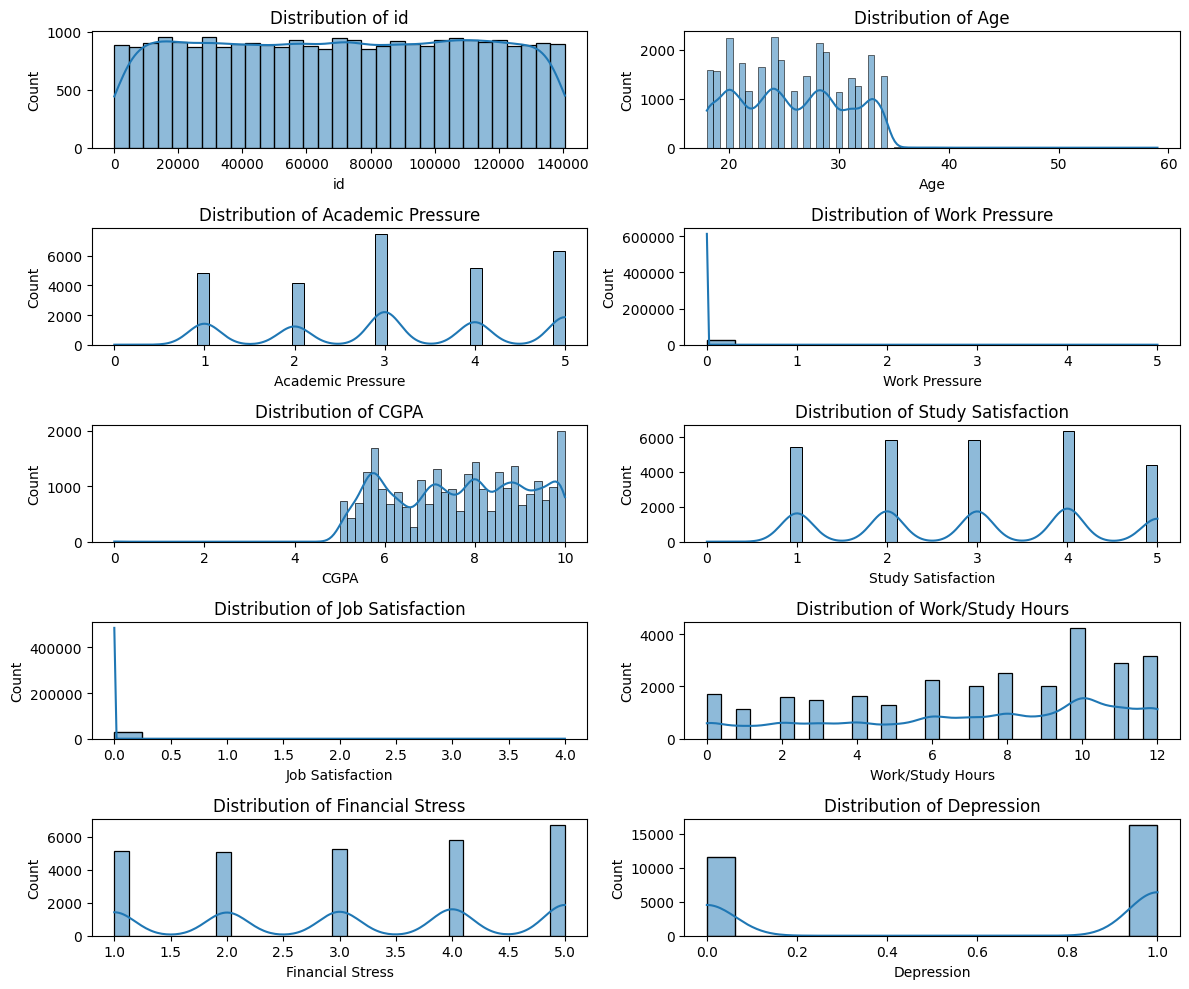 Distribution of id
Count
1000
500
0
0 20000 40000 60000 80000 100000 120000 140000
id
Distribution of Age
Count
2000
1000
0
20 30 40 50 60
Age
Distribution of Academic Pressure
Count
6000
4000
2000
0
0 1 2 3 4 5
Academic Pressure
Distribution of Work Pressure
Count
600000
400000
200000
0
0 1 2 3 4 5
Work Pressure
Distribution of CGPA
Count
2000
1000
0
0 2 4 6 8 10
CGPA
Distribution of Study Satisfaction
Count
6000
4000
2000
0
0 1 2 3 4 5
Study Satisfaction
Distribution of Job Satisfaction
Count
400000
200000
0
0.0 0.5 1.0 1.5 2.0 2.5 3.0 3.5 4.0
Job Satisfaction
Distribution of Work/Study Hours
Count
4000
2000
0
0 2 4 6 8 10 12
Work/Study Hours
Distribution of Financial Stress
Count
6000
4000
2000
0
1.0 1.5 2.0 2.5 3.0 3.5 4.0 4.5 5.0
Financial Stress
Distribution of Depression
Count
15000
10000
5000
0
0.0 0.2 0.4 0.6 0.8 1.0
Depression